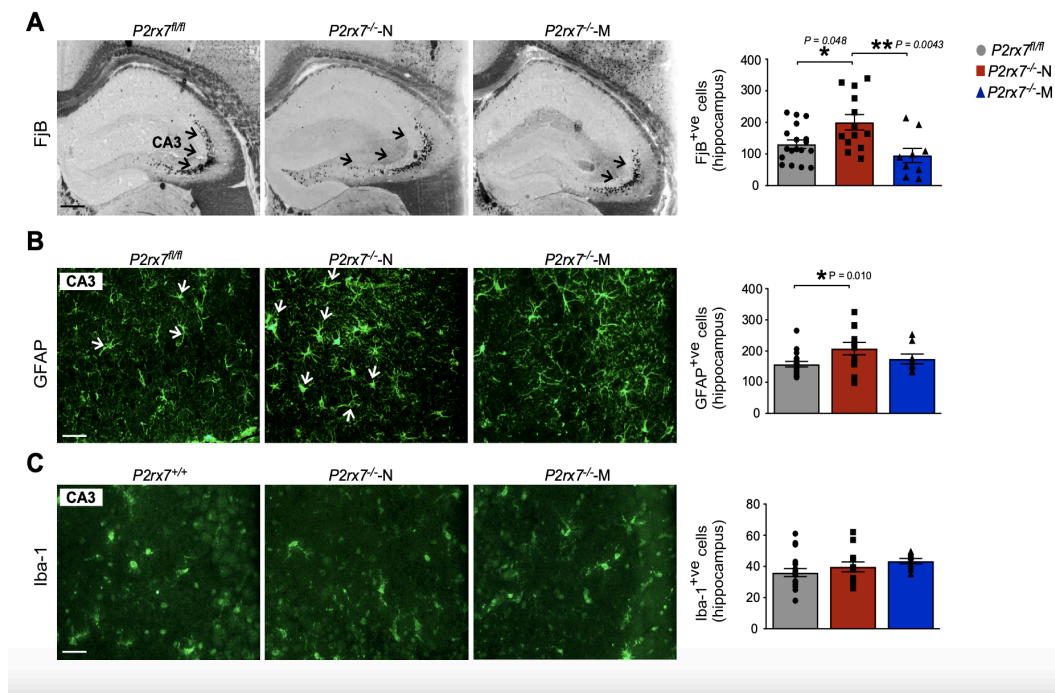 A
P2rx7fl/fl
P2rx7-/--N
P2rx7-/--M
FjB
CA3
P = 0.048
*
** P = 0.0043
FjB+ve cells
(hippocampus)
400
300
200
100
0
P2rx7fl/fl
P2rx7-/--N
P2rx7-/--M
B
P2rx7fl/fl
P2rx7-/--N
P2rx7-/--M
GFAP
CA3
* P = 0.010
GFAP+ve cells
(hippocampus)
400
300
200
100
0
C
P2rx7+/+
P2rx7-/--N
P2rx7-/--M
Iba-1
CA3
Iba-1+ve cells
(hippocampus)
80
60
40
20
0